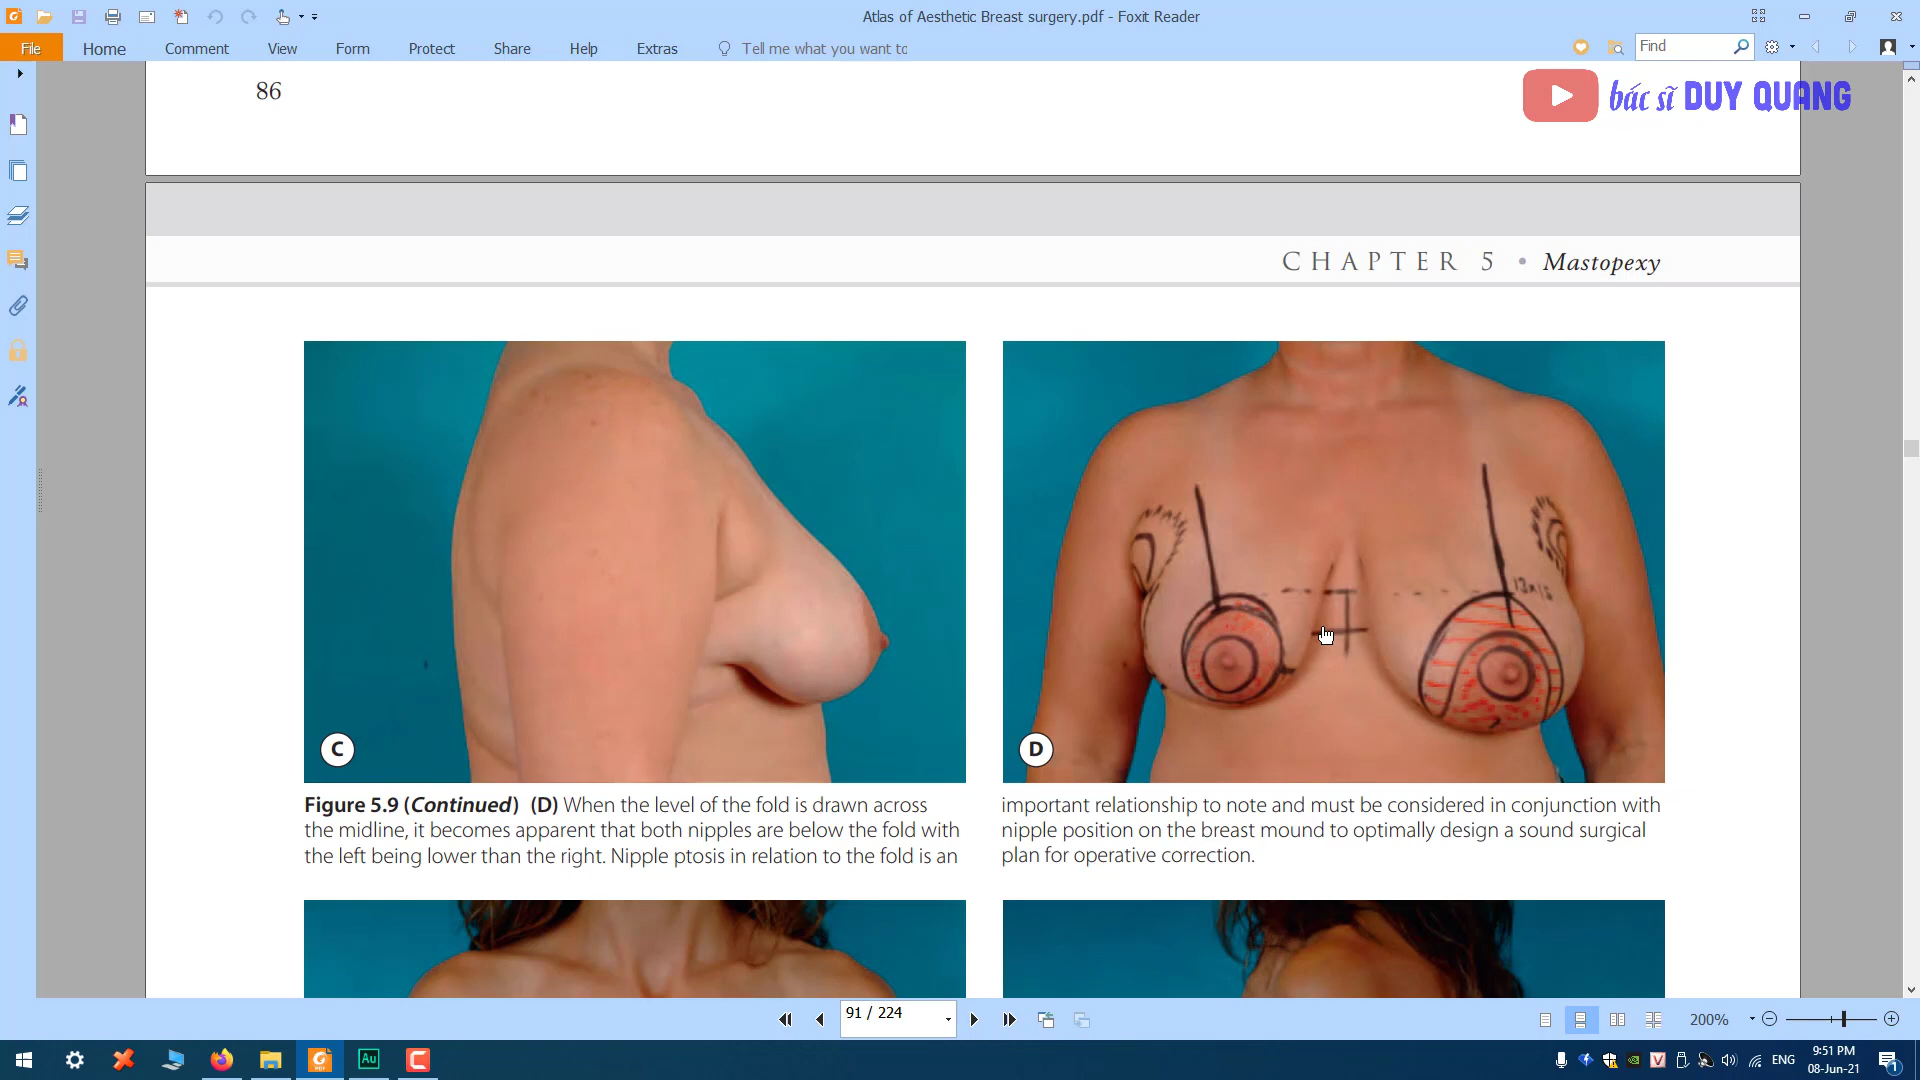 Atlas of Aesthetic Breast surgery.pdf - Foxit Reader
File Home Comment View Form Protect Share Help Extras Tell me what you want to Find
86
bác sĩ DUY QUANG
CHAPTER 5 • Mastopexy
C
D
Figure 5.9 (Continued) (D) When the level of the fold is drawn across
the midline, it becomes apparent that both nipples are below the fold with
the left being lower than the right. Nipple ptosis in relation to the fold is an
important relationship to note and must be considered in conjunction with
nipple position on the breast mound to optimally design a sound surgical
plan for operative correction.
91 / 224
200%
Au
ENG
9:51 PM
08-Jun-21
1